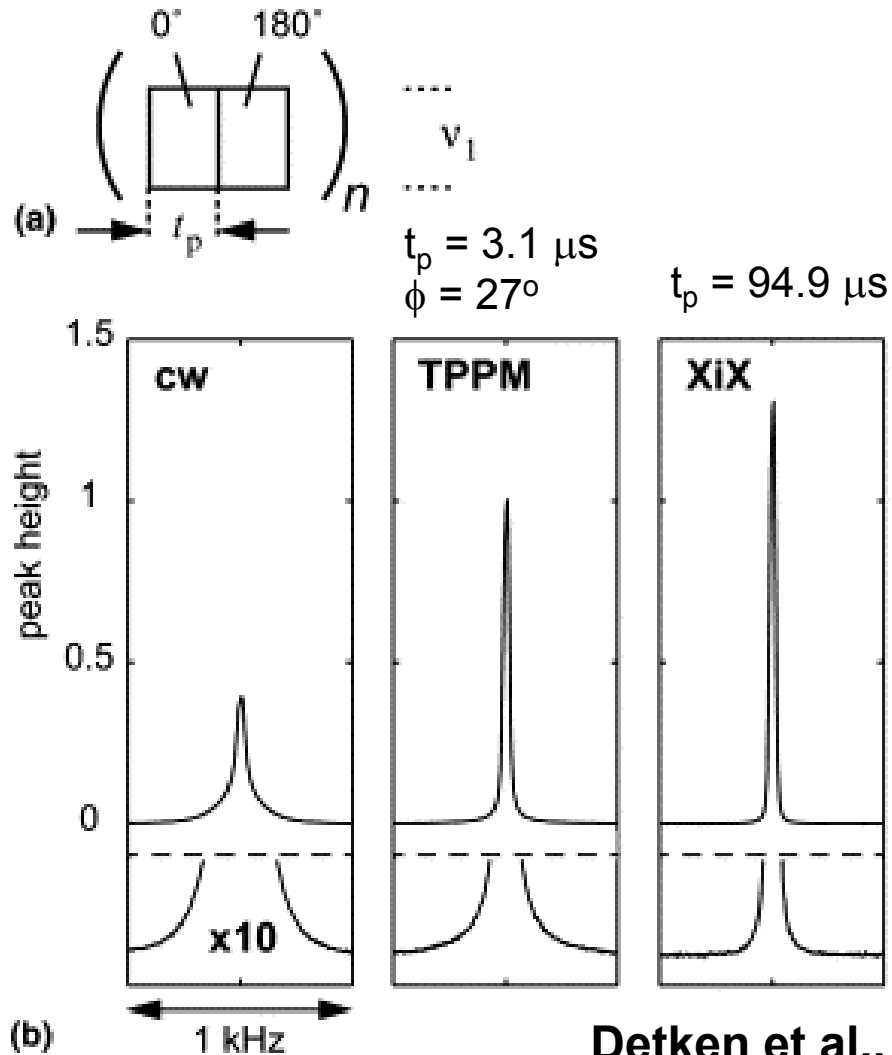 0° 180°
ν₁
n
(a) tₚ
tₚ = 3.1 μs
ϕ = 27°
tₚ = 94.9 μs
1.5
cw
TPPM
XiX
1
0.5
0
peak height
x10
1 kHz
(b)
Detken et al.,